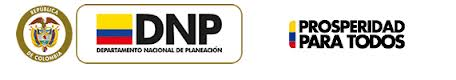 REPUBLICA
DE COLOMBIA
DNP
DEPARTAMENTO NACIONAL DE PLANEACIÓN
PROSPERIDAD
PARA TODOS